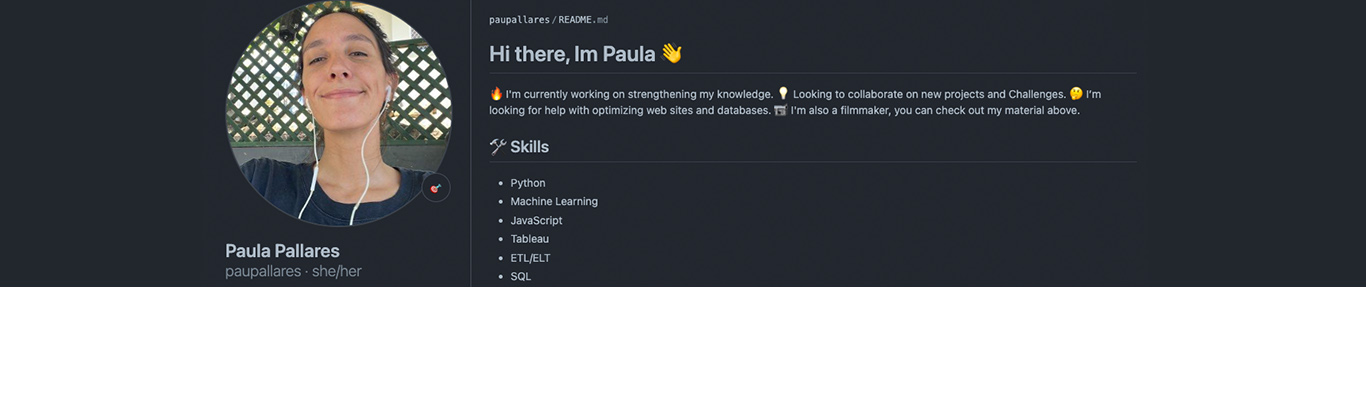 paupallares/README.md
Hi there, Im Paula 👋
🔥 I'm currently working on strengthening my knowledge. 💡 Looking to collaborate on new projects and Challenges. 🤔 I'm
looking for help with optimizing web sites and databases. 📽 I'm also a filmmaker, you can check out my material above.
🛠 Skills
• Python
• Machine Learning
• JavaScript
• Tableau
• ETL/ELT
• SQL
Paula Pallares
paupallares · she/her